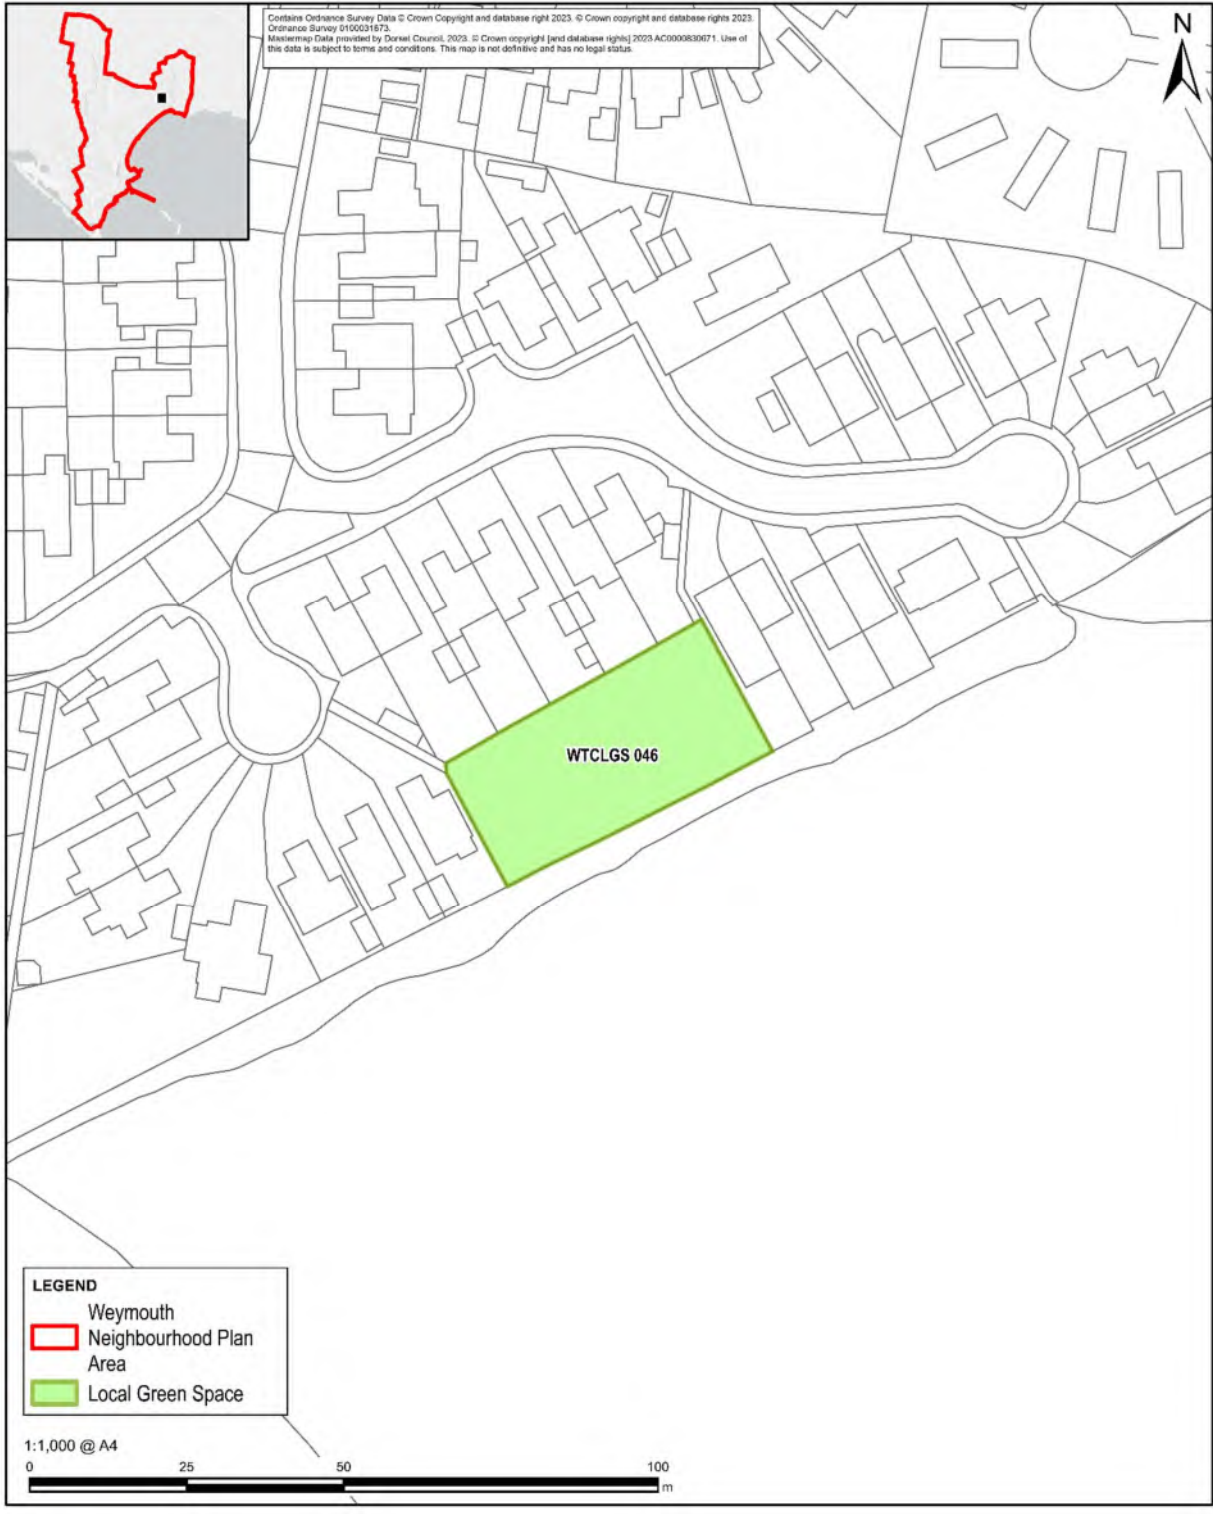 Contains Ordnance Survey Data © Crown Copyright and database right 2023. © Crown copyright and database rights 2023.
Ordnance Survey 0100031673.
Mastermap Data provided by Dorset Council, 2023. © Crown copyright [and database rights] 2023 AC0000830671. Use of
this data is subject to terms and conditions. This map is not definitive and has no legal status.
N
WTCLGS 046
LEGEND
Weymouth
Neighbourhood Plan
Area
Local Green Space
1:1,000 @ A4
0 25 50 100
m